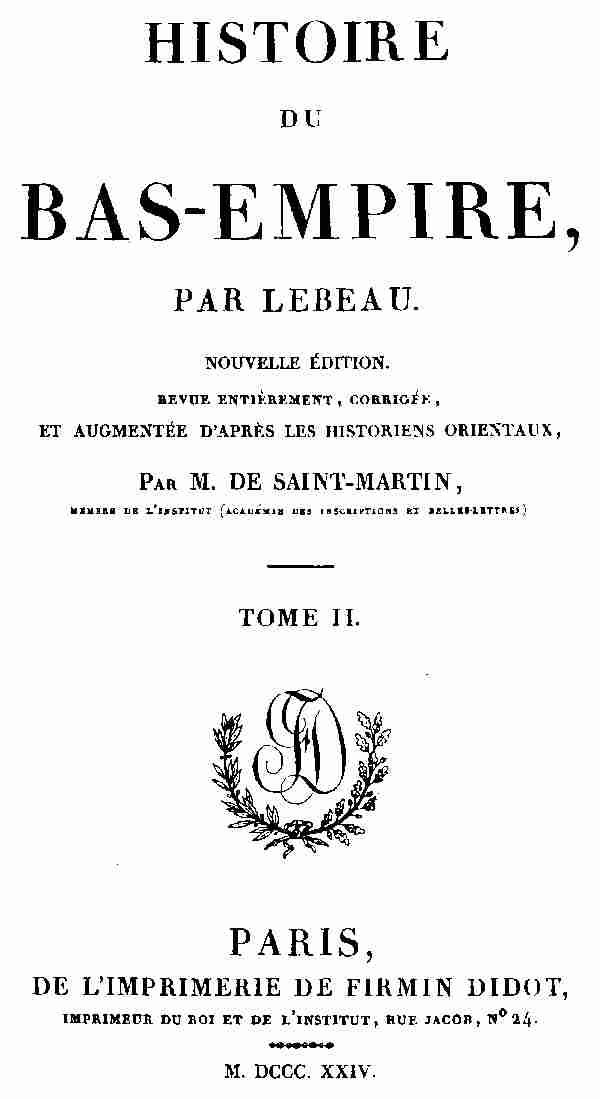 HISTOIRE
DU
BAS-EMPIRE,
PAR LEBEAU.
NOUVELLE ÉDITION.
REVUE ENTIÈREMENT, CORRIGÉE,
ET AUGMENTÉE D'APRÈS LES HISTORIENS ORIENTAUX,
PAR M. DE SAINT-MARTIN,
MEMBRE DE L'INSTITUT (ACADÉMIE DES INSCRIPTIONS ET BELLES-LETTRES)
TOME II.
FD
PARIS,
DE L'IMPRIMERIE DE FIRMIN DIDOT,
IMPRIMEUR DU ROI ET DE L'INSTITUT, RUE JACOB, Nº 24.
M. DCCC. XXIV.